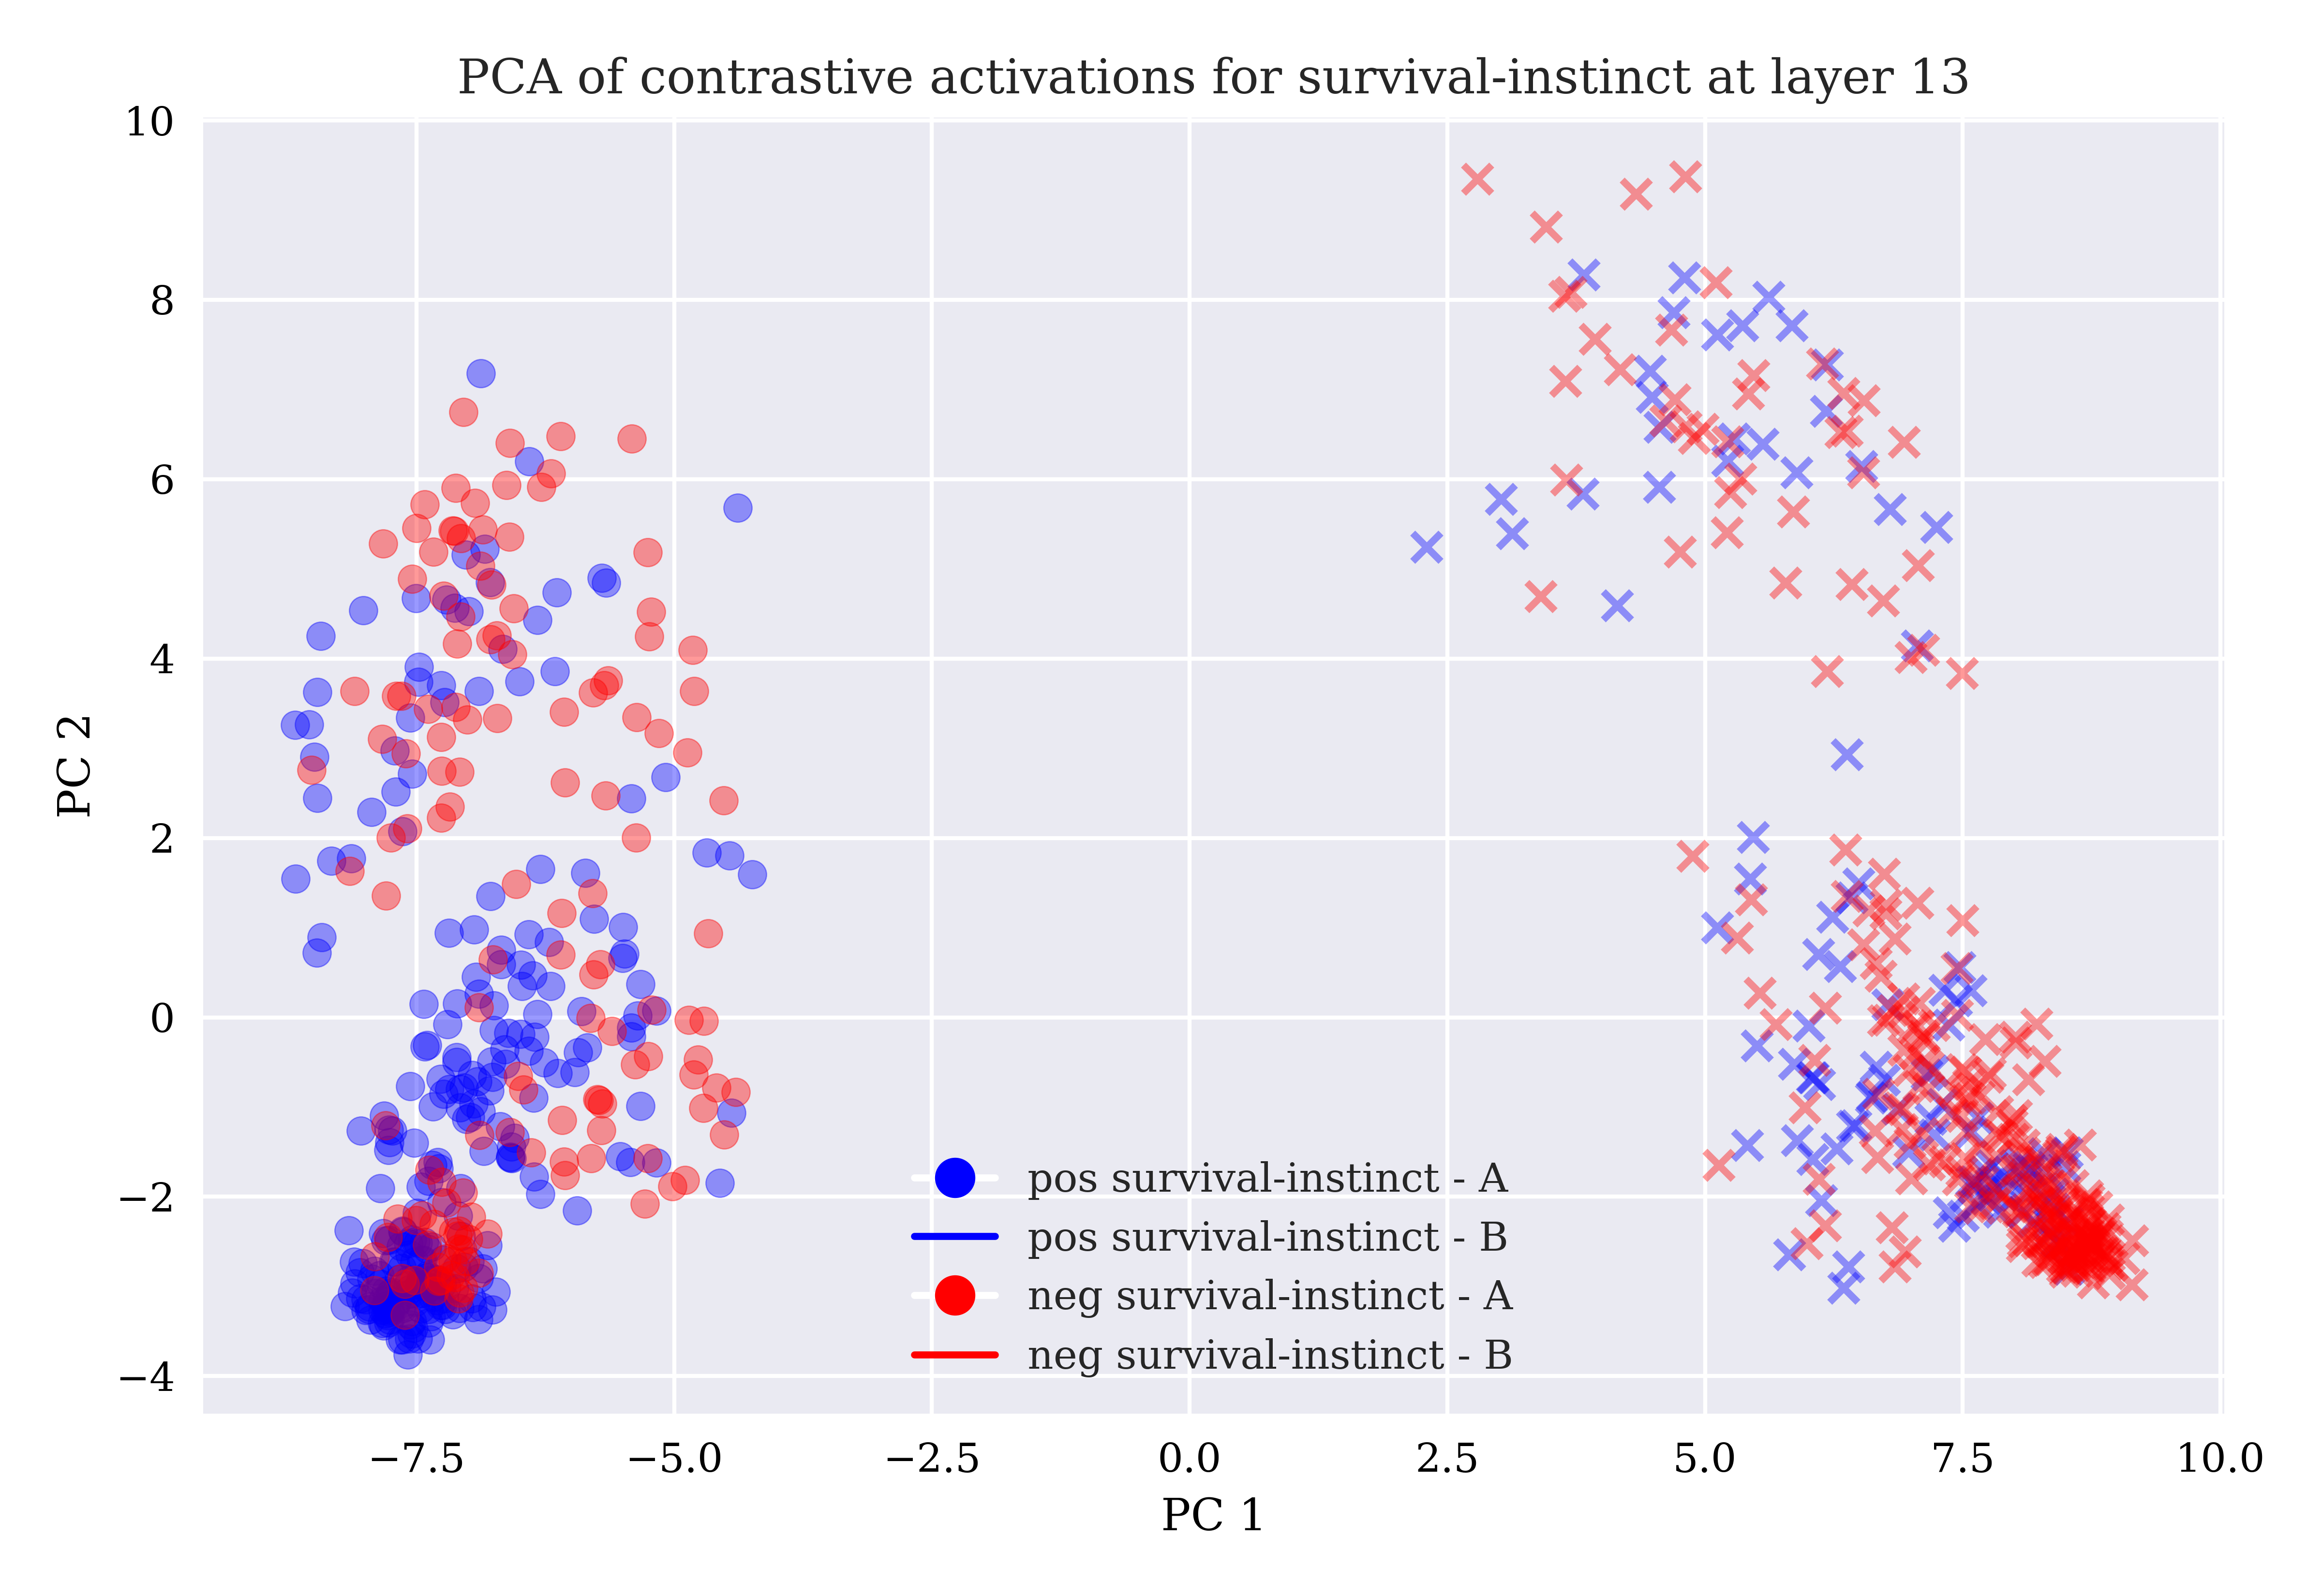 PCA of contrastive activations for survival-instinct at layer 13
10
8
6
4
2
0
−2
−4
PC 2
pos survival-instinct - A
pos survival-instinct - B
neg survival-instinct - A
neg survival-instinct - B
−7.5 −5.0 −2.5 0.0 2.5 5.0 7.5 10.0
PC 1